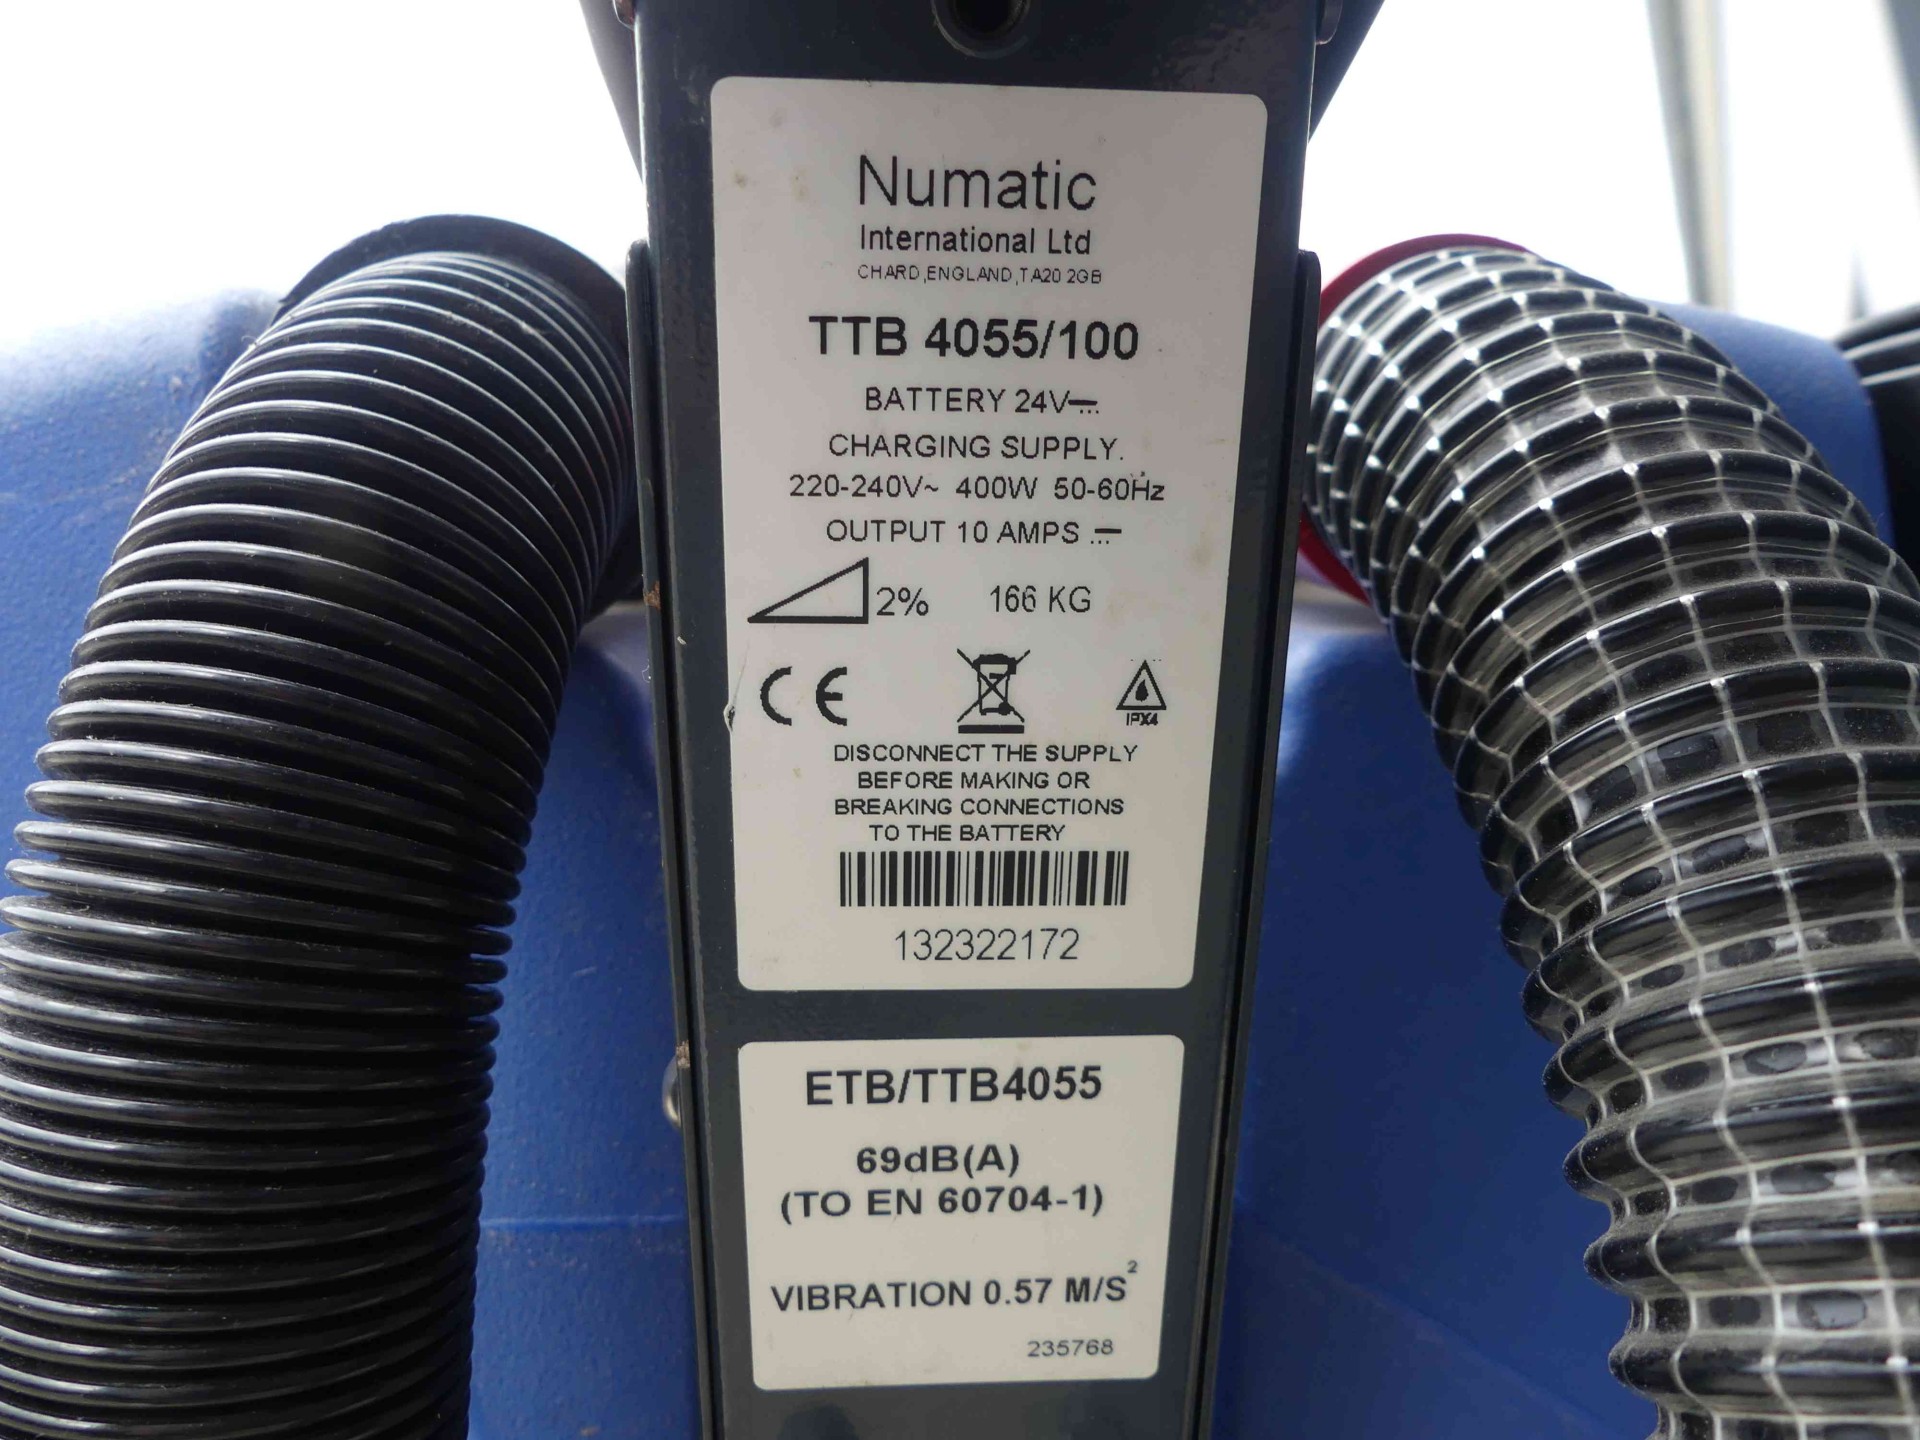 Numatic
International Ltd
CHARD,ENGLAND,TA20 2GB
TTB 4055/100
BATTERY 24V⎓
CHARGING SUPPLY.
220-240V~ 400W 50-60Hz
OUTPUT 10 AMPS ⎓
2% 166 KG
CE
IPX4
DISCONNECT THE SUPPLY
BEFORE MAKING OR
BREAKING CONNECTIONS
TO THE BATTERY
132322172
ETB/TTB4055
69dB(A)
(TO EN 60704-1)
VIBRATION 0.57 M/S²
235768